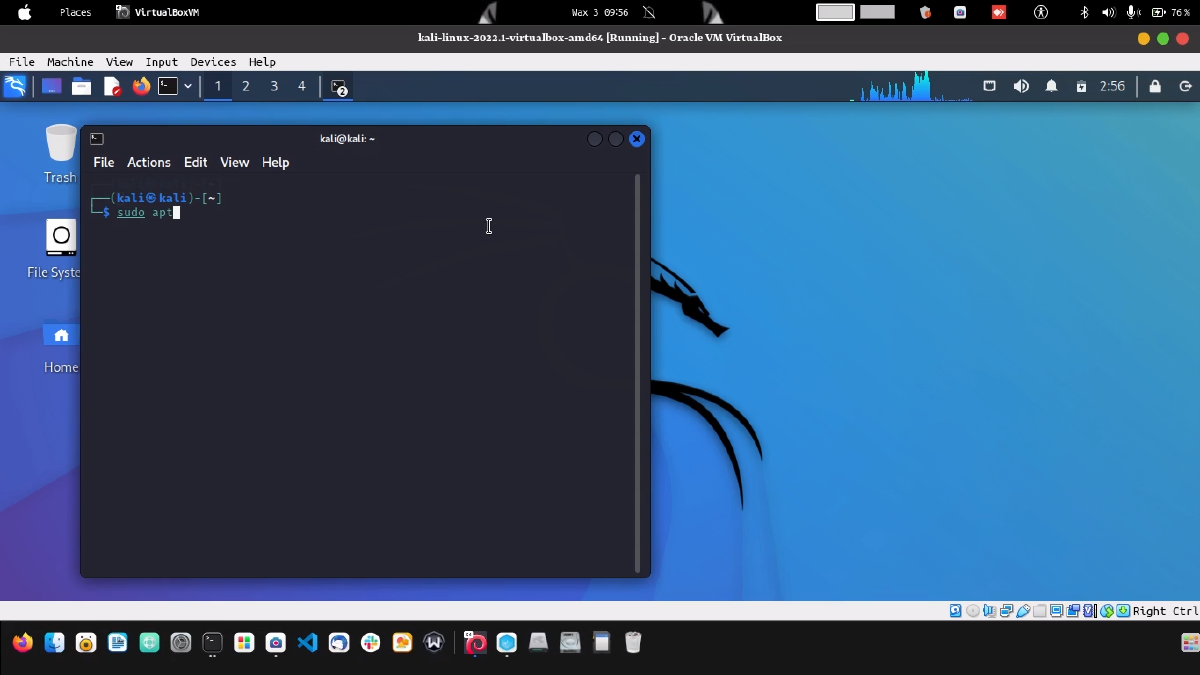 Places VirtualBoxVM Wax 3 09:56 76 %
kali-linux-2022.1-virtualbox-amd64 [Running] - Oracle VM VirtualBox
File Machine View Input Devices Help
1 2 3 4 2 2:56
kali@kali: ~
File Actions Edit View Help
Trash
┌──(kali㉿kali)-[~]
└─$ sudo apt
File Syste
Home
Right Ctrl